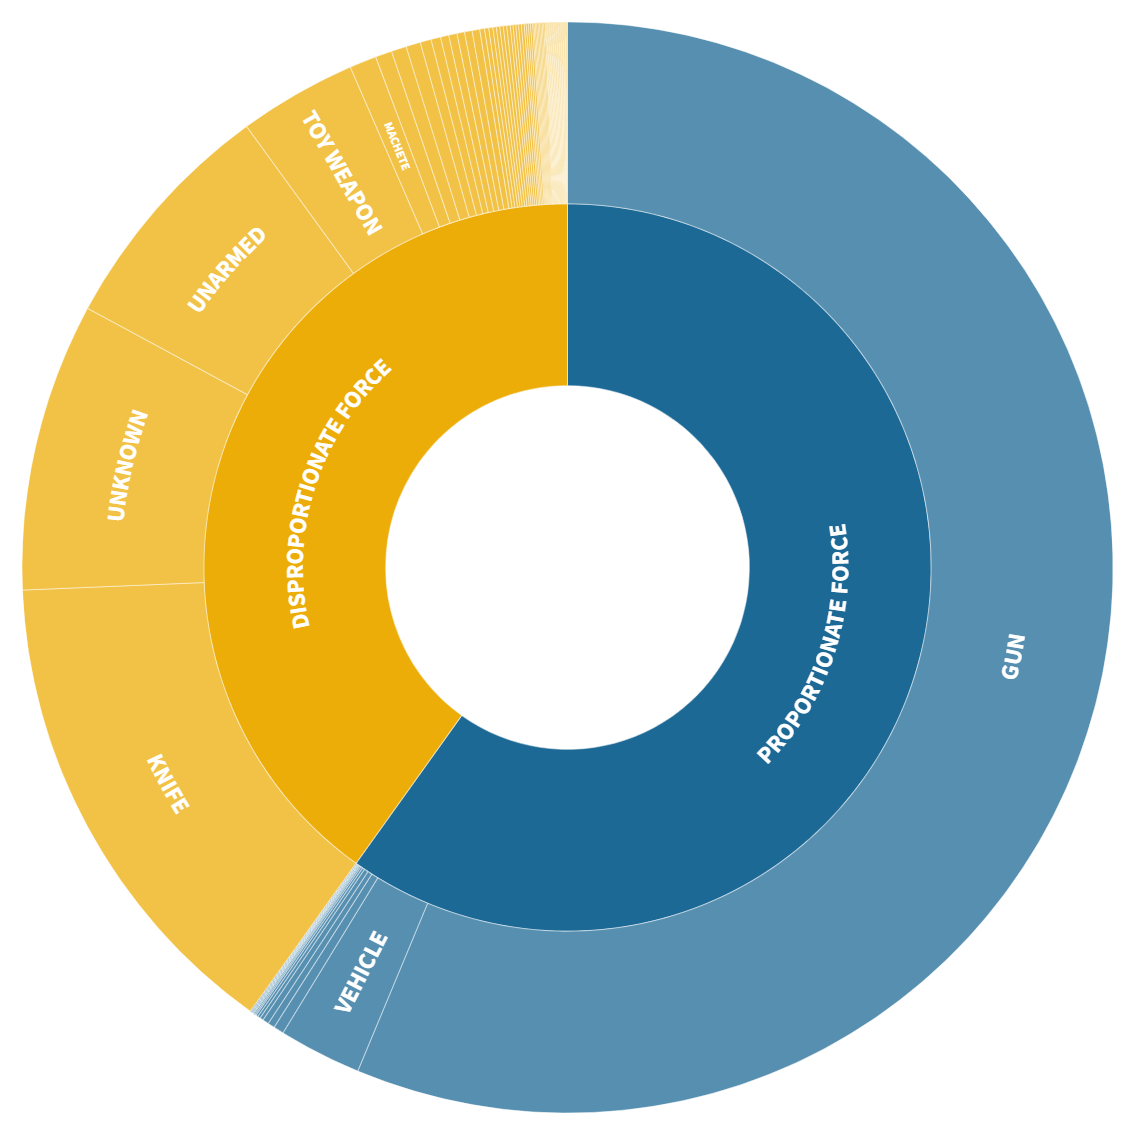 TOY WEAPON
MACHETE
UNARMED
UNKNOWN
DISPROPORTIONATE FORCE
PROPORTIONATE FORCE
GUN
KNIFE
VEHICLE